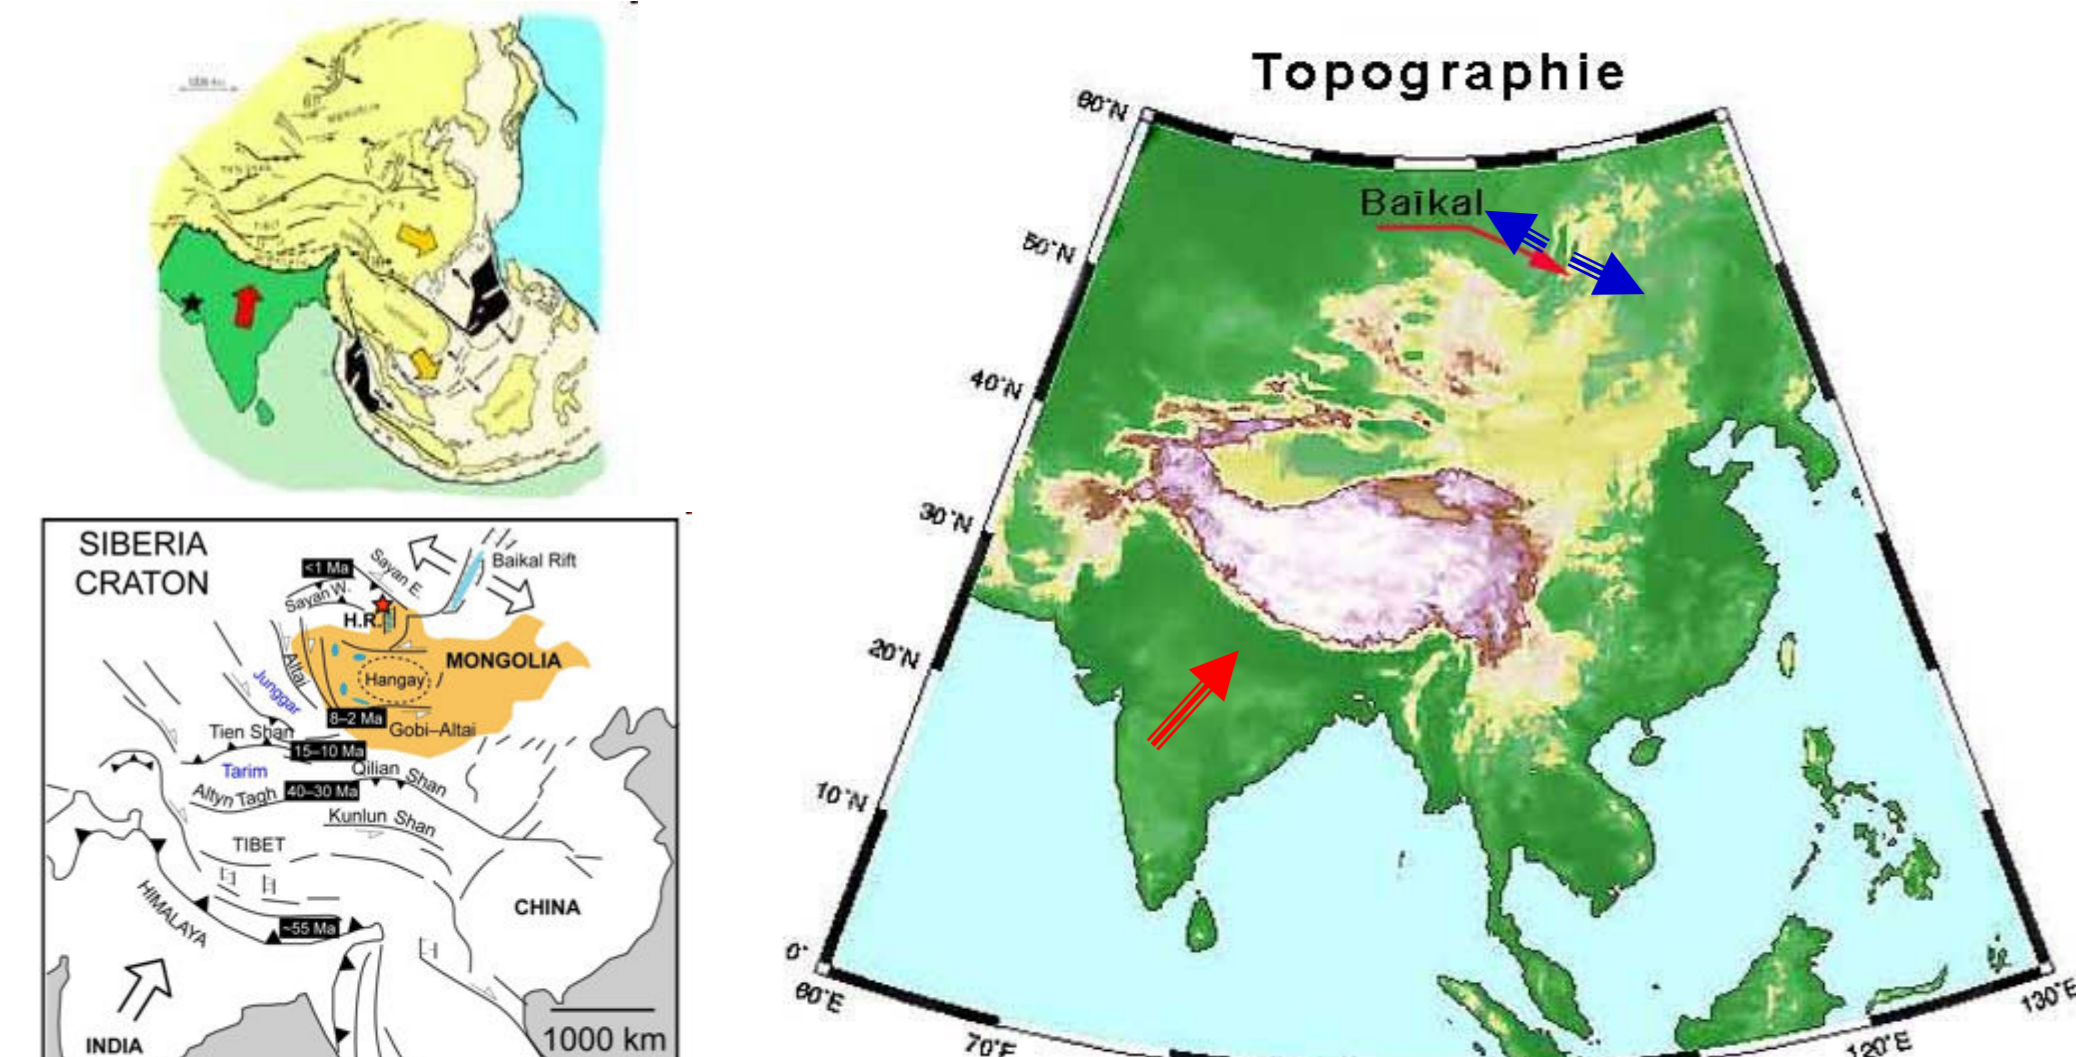 Topographie
60°N
50°N
40°N
30°N
20°N
10°N
0°
60°E
70°E
120°E
130°E
Baïkal
SIBERIA
CRATON
<1 Ma
Sayan E.
Baikal Rift
Sayan W.
H.R.
MONGOLIA
Altai
Hangay
Junggar
8–2 Ma
Gobi–Altai
Tien Shan
15–10 Ma
Tarim
Qilian Shan
Altyn Tagh
40–30 Ma
Kunlun Shan
TIBET
HIMALAYA
CHINA
~55 Ma
INDIA
1000 km